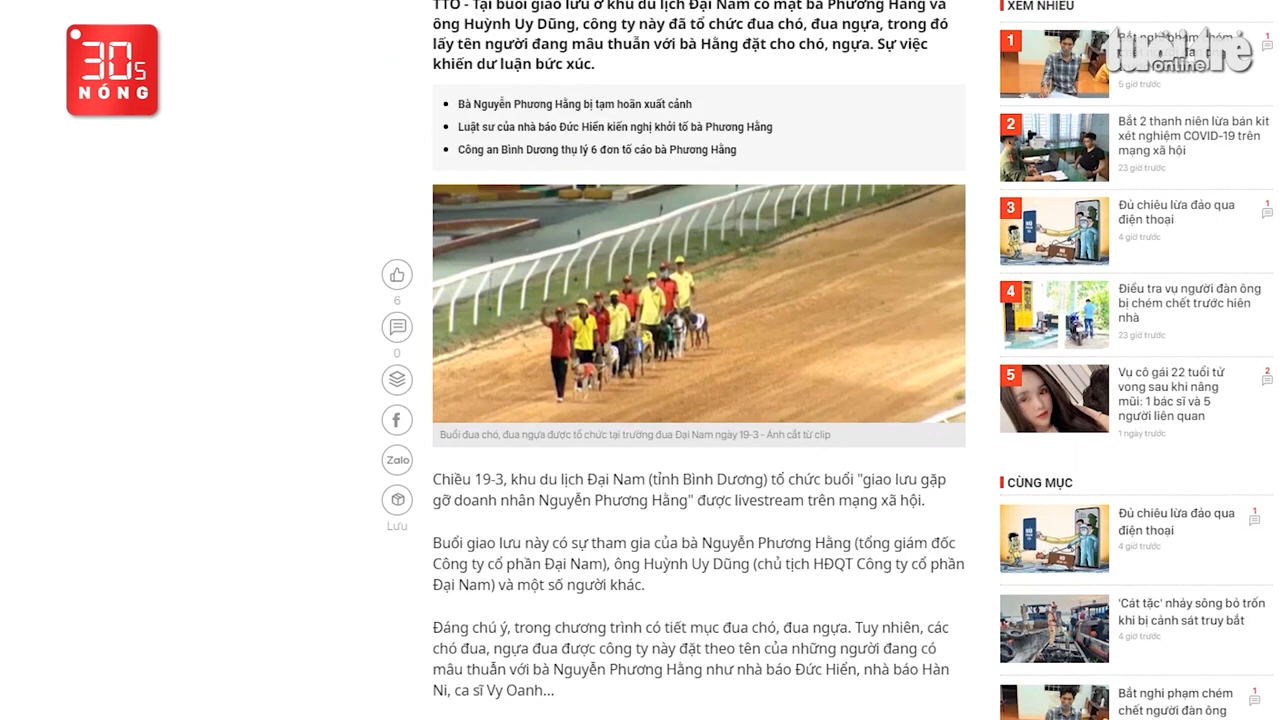 30s
NÓNG
TTO - Tại buổi giao lưu ở khu du lịch Đại Nam có mặt bà Phương Hằng và
ông Huỳnh Uy Dũng, công ty này đã tổ chức đua chó, đua ngựa, trong đó
lấy tên người đang mâu thuẫn với bà Hằng đặt cho chó, ngựa. Sự việc
khiến dư luận bức xúc.
Bà Nguyễn Phương Hằng bị tạm hoãn xuất cảnh
Luật sư của nhà báo Đức Hiển kiến nghị khởi tố bà Phương Hằng
Công an Bình Dương thụ lý 6 đơn tố cáo bà Phương Hằng
6
0
Zalo
Lưu
Buổi đua chó, đua ngựa được tổ chức tại trường đua Đại Nam ngày 19-3 - Ảnh cắt từ clip
Chiều 19-3, khu du lịch Đại Nam (tỉnh Bình Dương) tổ chức buổi "giao lưu gặp
gỡ doanh nhân Nguyễn Phương Hằng" được livestream trên mạng xã hội.
Buổi giao lưu này có sự tham gia của bà Nguyễn Phương Hằng (tổng giám đốc
Công ty cổ phần Đại Nam), ông Huỳnh Uy Dũng (chủ tịch HĐQT Công ty cổ phần
Đại Nam) và một số người khác.
Đáng chú ý, trong chương trình có tiết mục đua chó, đua ngựa. Tuy nhiên, các
chó đua, ngựa đua được công ty này đặt theo tên của những người đang có
mâu thuẫn với bà Nguyễn Phương Hằng như nhà báo Đức Hiển, nhà báo Hàn
Ni, ca sĩ Vy Oanh...
XEM NHIỀU
tuổi trẻ
online
1
Bắt nghi phạm chém
1
5 giờ trước
2
Bắt 2 thanh niên lừa bán kit
xét nghiệm COVID-19 trên
mạng xã hội
23 giờ trước
3
Đủ chiêu lừa đảo qua
điện thoại
1
4 giờ trước
4
Điều tra vụ người đàn ông
bị chém chết trước hiên
nhà
23 giờ trước
5
Vụ cô gái 22 tuổi tử
vong sau khi nâng
mũi: 1 bác sĩ và 5
người liên quan
2
1 ngày trước
CÙNG MỤC
Đủ chiêu lừa đảo qua
điện thoại
1
4 giờ trước
'Cát tặc' nhảy sông bỏ trốn
khi bị cảnh sát truy bắt
4 giờ trước
Bắt nghi phạm chém
chết người đàn ông
1